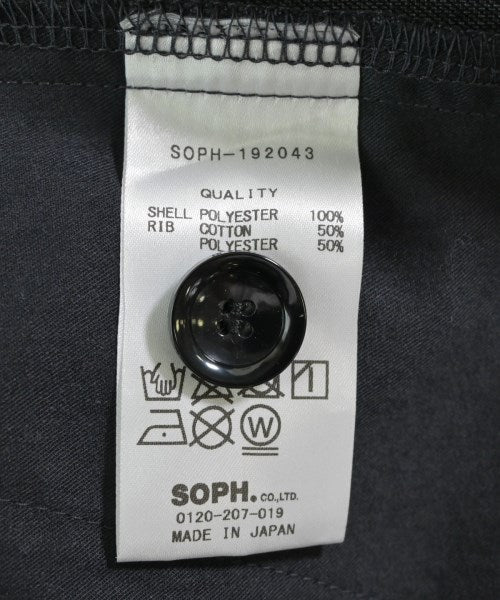 SOPH-192043
QUALITY
SHELL POLYESTER 100%
RIB COTTON 50%
POLYESTER 50%
W
SOPH. CO.,LTD.
0120-207-019
MADE IN JAPAN